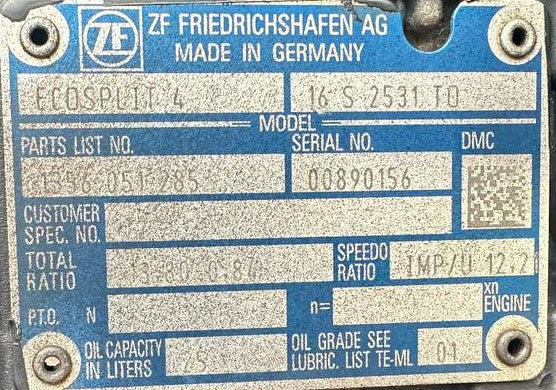 ZF ZF FRIEDRICHSHAFEN AG
MADE IN GERMANY
ECOSPLIT 4 16 S 2531 TO
MODEL
PARTS LIST NO. SERIAL NO. DMC
1356 051 285 00890156
CUSTOMER
SPEC. NO.
TOTAL
RATIO 13.80/0.84 SPEEDO
RATIO IMP/U 12.2
P.T.O. N n= xn
ENGINE
OIL CAPACITY
IN LITERS 25 OIL GRADE SEE
LUBRIC. LIST TE-ML 01